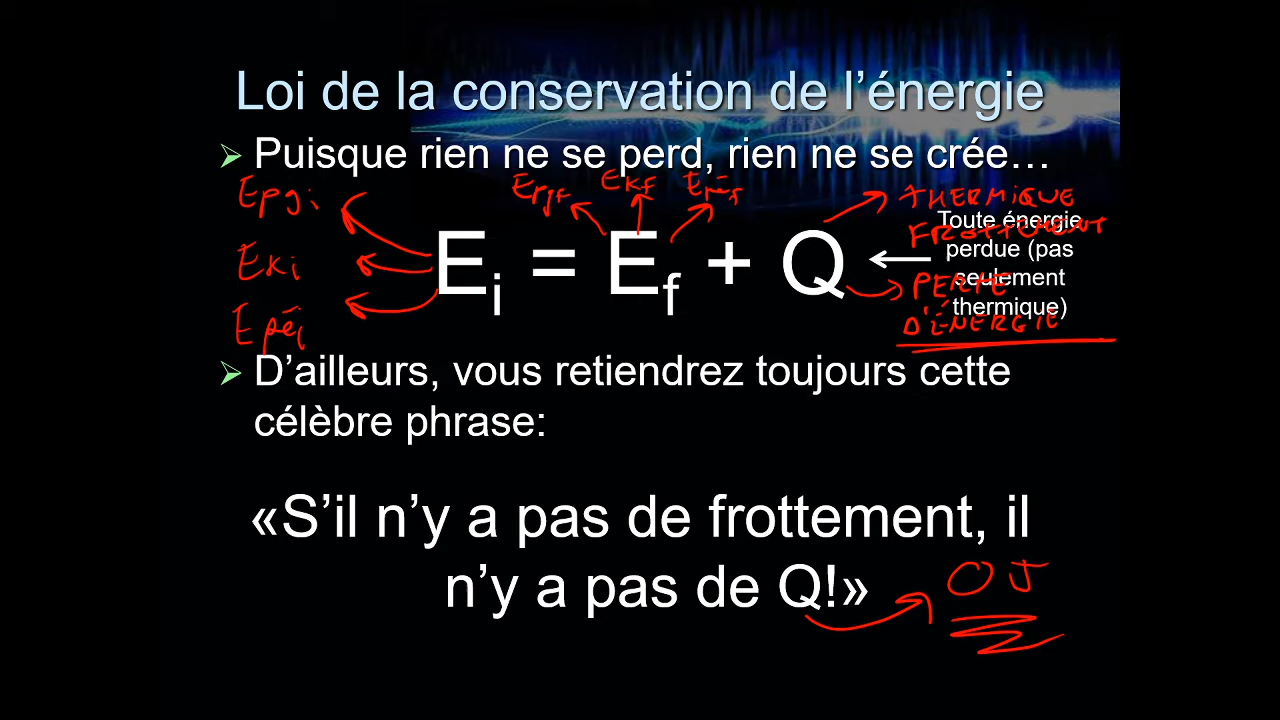 Loi de la conservation de l’énergie
➢ Puisque rien ne se perd, rien ne se crée…
Epgi
Eki
Epéi
Epgf Ekf Epéf
Ei = Ef + Q
THERMIQUE
FROTTEMENT
PERTE
D'ÉNERGIE
Toute énergie
perdue (pas
seulement
thermique)
➢ D’ailleurs, vous retiendrez toujours cette
célèbre phrase:
«S’il n’y a pas de frottement, il
n’y a pas de Q!»
0 J